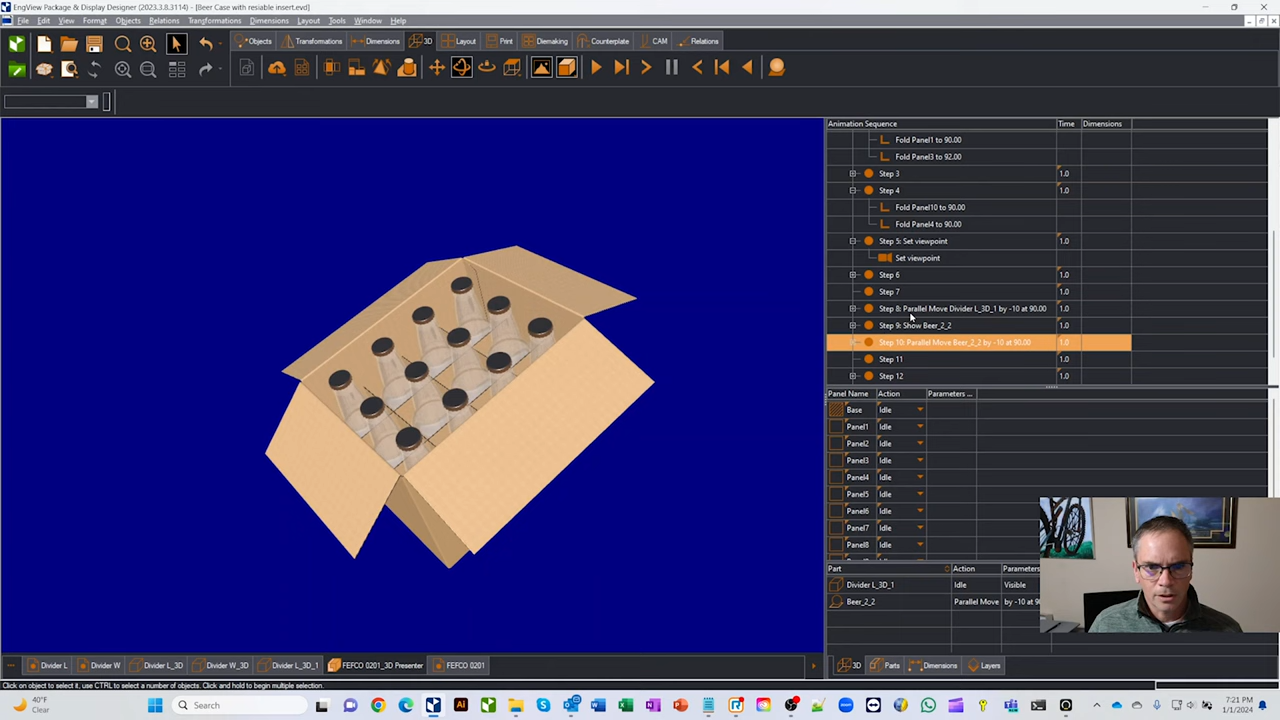 EngView Package & Display Designer (2023.3.8.3114) - [Beer Case with resiable insert.evd]
File Edit View Format Objects Relations Transformations Dimensions Layout Tools Window Help
Objects Transformations Dimensions 3D Layout Print Demaking Counterplate CAM Relations
Animation Sequence Time Dimensions
Fold Panel1 to 90.00
Fold Panel3 to 92.00
Step 3 1.0
Step 4 1.0
Fold Panel10 to 90.00
Fold Panel4 to 90.00
Step 5: Set viewpoint 1.0
Set viewpoint
Step 6 1.0
Step 7 1.0
Step 8: Parallel Move Divider L_3D_1 by -10 at 90.00 1.0
Step 9: Show Beer_2_2 1.0
Step 10: Parallel Move Beer_2_2 by -10 at 90.00 1.0
Step 11 1.0
Step 12 1.0
Panel Name Action Parameters ...
Base Idle
Panel1 Idle
Panel2 Idle
Panel3 Idle
Panel4 Idle
Panel5 Idle
Panel6 Idle
Panel7 Idle
Panel8 Idle
Part Action Parameters
Divider L_3D_1 Idle Visible
Beer_2_2 Parallel Move by -10 at 90
... Divider L Divider W Divider L_3D Divider W_3D Divider L_3D_1 FEFCO 0201_3D Presenter FEFCO 0201
3D Parts Dimensions Layers
Click on object to select it, use CTRL to select a number of objects. Click and hold to begin multiple selection.
40°F
Clear
Search
7:21 PM
1/1/2024